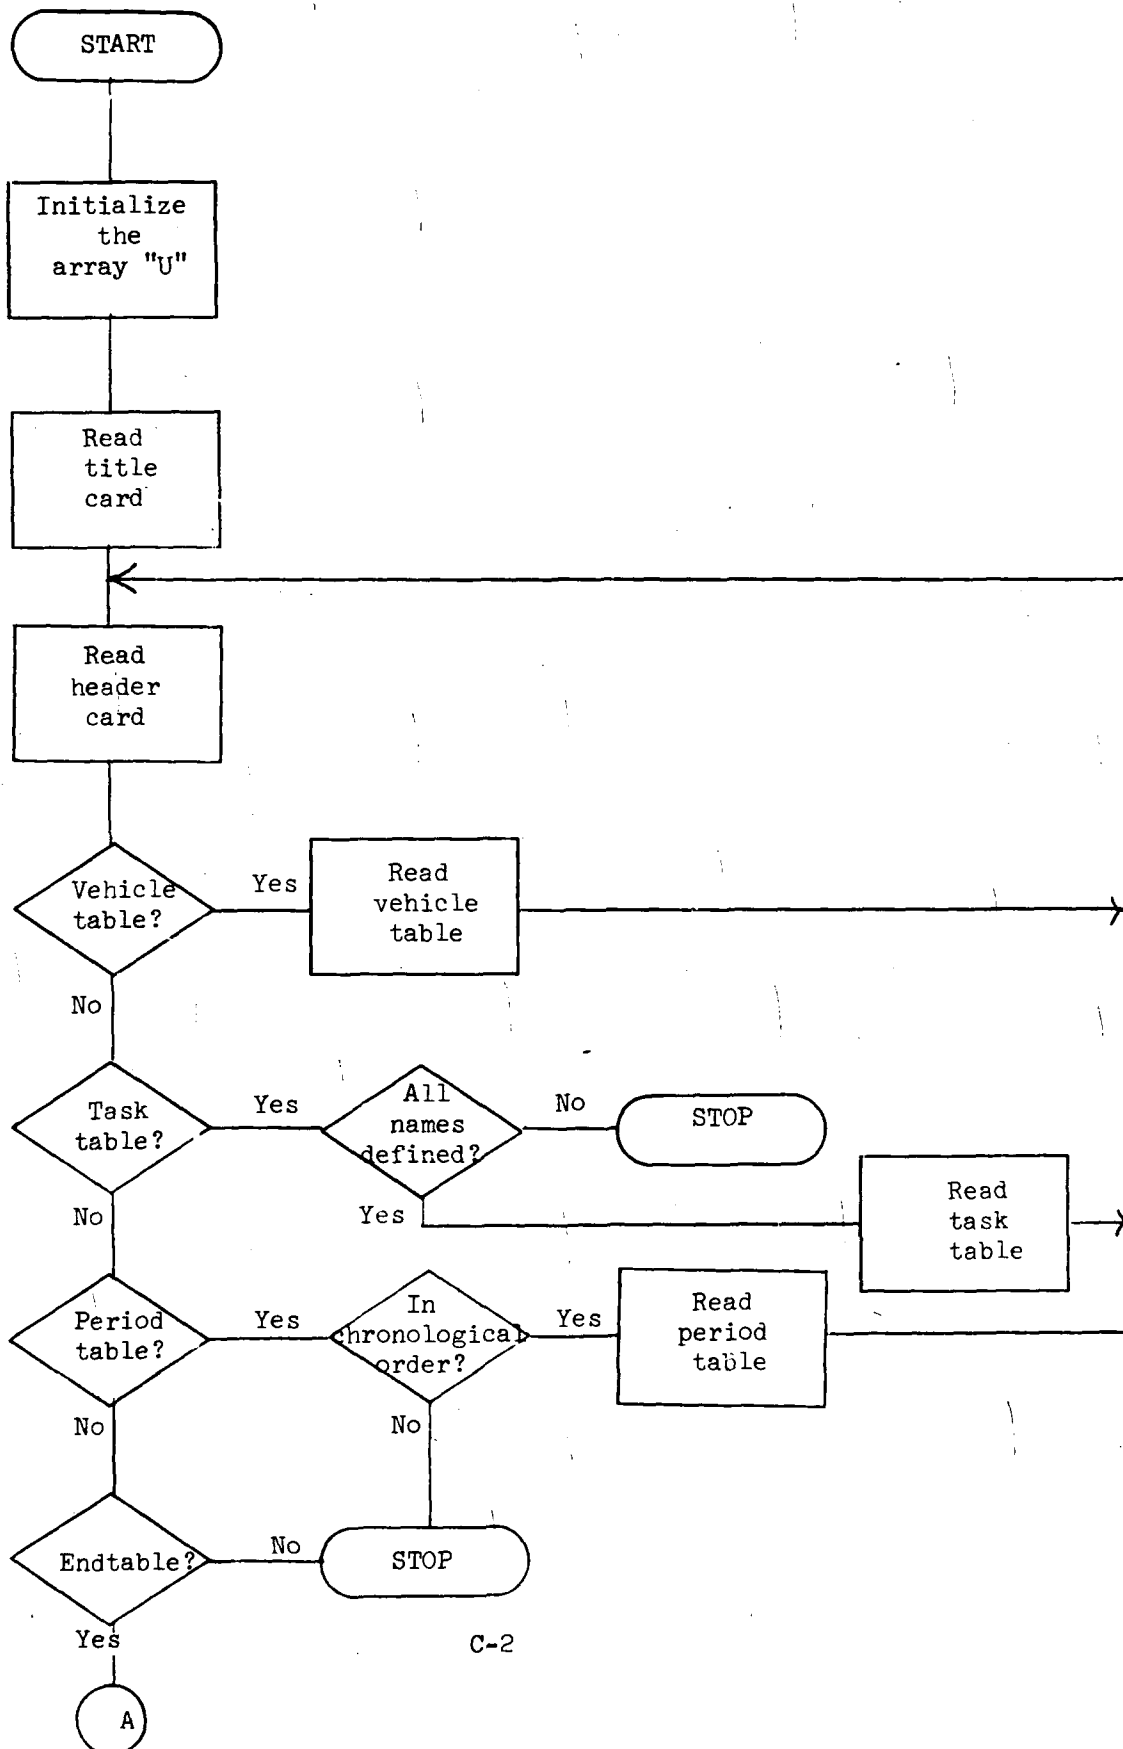 START
Initialize
the
array "U"
Read
title
card
Read
header
card
Vehicle
table?
Yes
Read
vehicle
table
No
Task
table?
Yes
All
names
defined?
No
STOP
Yes
Read
task
table
No
Period
table?
Yes
In
chronological
order?
Yes
Read
period
table
No
No
Endtable?
No
STOP
Yes
C-2
A